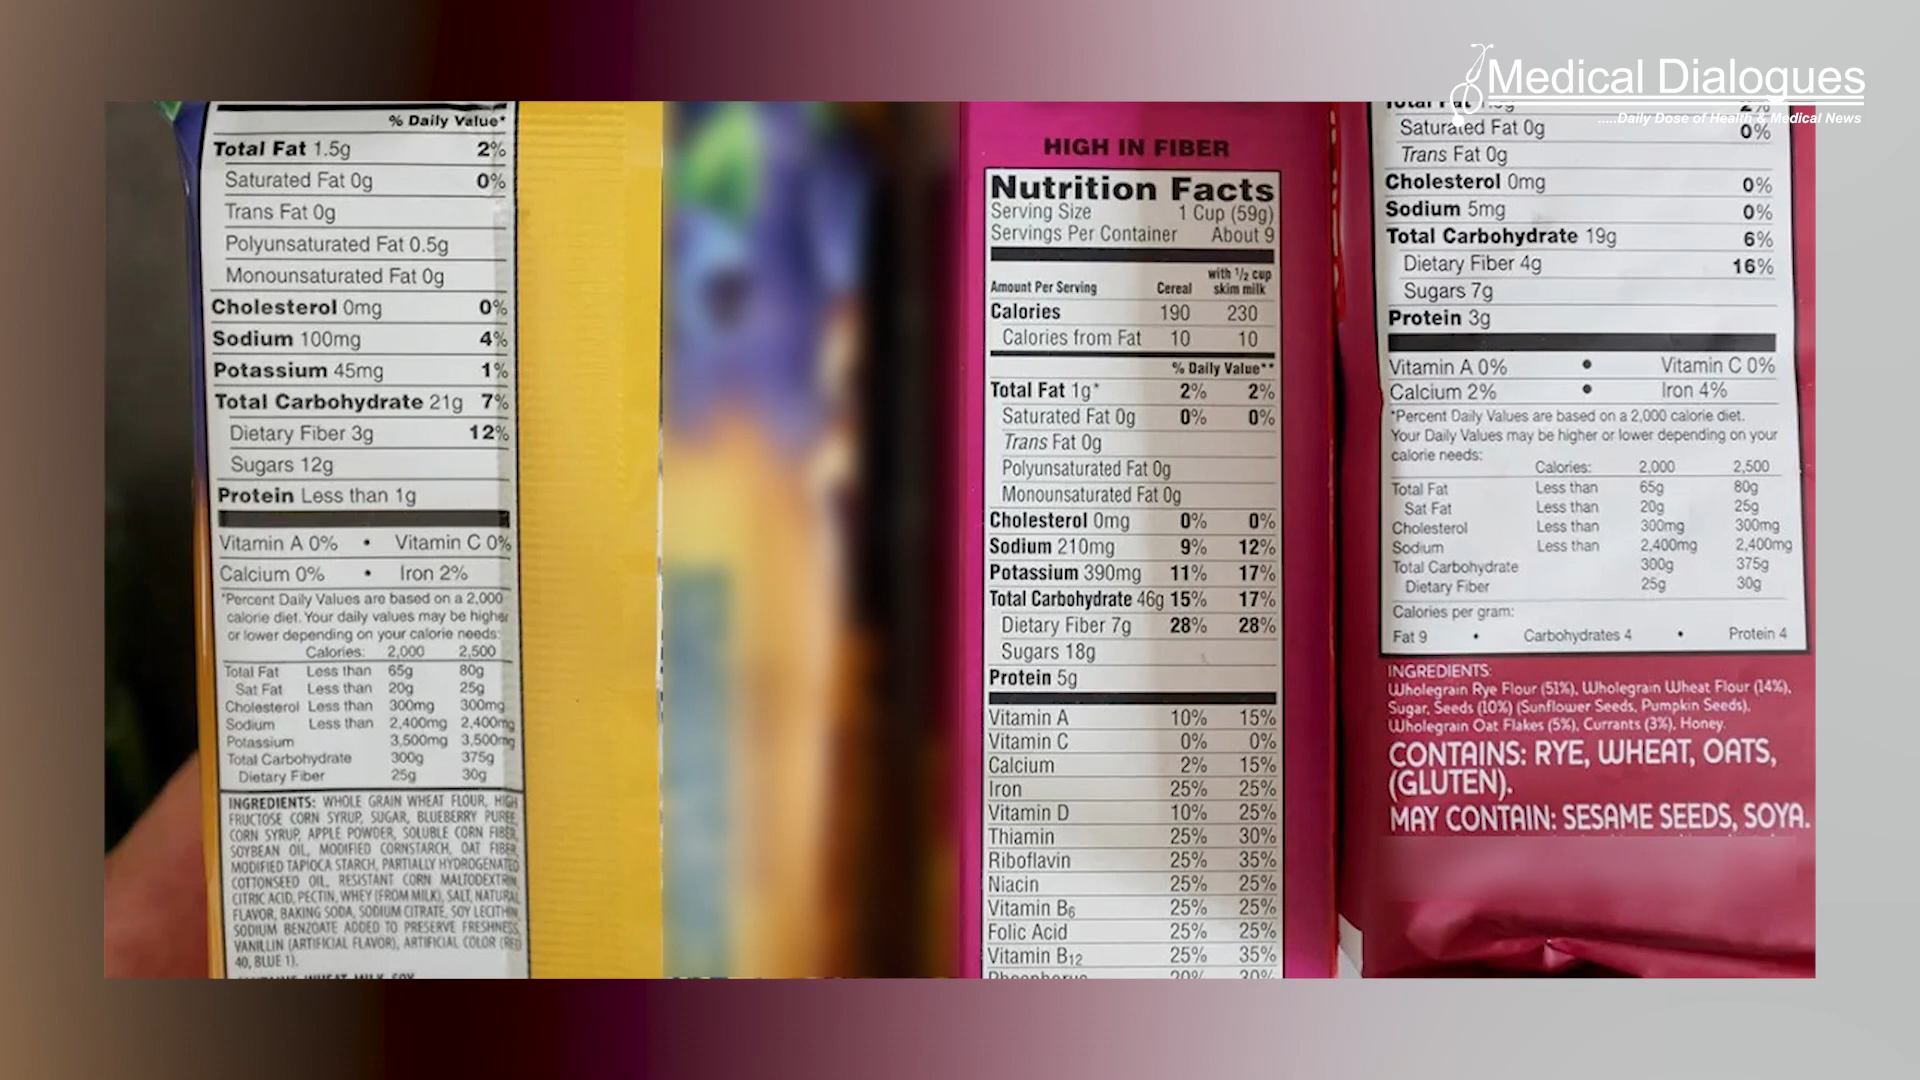 Medical Dialogues
.....Daily Dose of Health & Medical News
% Daily Value*
Total Fat 1.5g 2%
Saturated Fat 0g 0%
Trans Fat 0g
Polyunsaturated Fat 0.5g
Monounsaturated Fat 0g
Cholesterol 0mg 0%
Sodium 100mg 4%
Potassium 45mg 1%
Total Carbohydrate 21g 7%
Dietary Fiber 3g 12%
Sugars 12g
Protein Less than 1g
Vitamin A 0% • Vitamin C 0%
Calcium 0% • Iron 2%
*Percent Daily Values are based on a 2,000
calorie diet. Your daily values may be higher
or lower depending on your calorie needs:
Calories: 2,000 2,500
Total Fat Less than 65g 80g
Sat Fat Less than 20g 25g
Cholesterol Less than 300mg 300mg
Sodium Less than 2,400mg 2,400mg
Potassium 3,500mg 3,500mg
Total Carbohydrate 300g 375g
Dietary Fiber 25g 30g
INGREDIENTS: WHOLE GRAIN WHEAT FLOUR, HIGH
FRUCTOSE CORN SYRUP, SUGAR, BLUEBERRY PUREE,
CORN SYRUP, APPLE POWDER, SOLUBLE CORN FIBER,
SOYBEAN OIL, MODIFIED CORNSTARCH, OAT FIBER,
MODIFIED TAPIOCA STARCH, PARTIALLY HYDROGENATED
COTTONSEED OIL, RESISTANT CORN MALTODEXTRIN,
CITRIC ACID, PECTIN, WHEY (FROM MILK), SALT, NATURAL
FLAVOR, BAKING SODA, SODIUM CITRATE, SOY LECITHIN,
SODIUM BENZOATE ADDED TO PRESERVE FRESHNESS,
VANILLIN (ARTIFICIAL FLAVOR), ARTIFICIAL COLOR (RED
40, BLUE 1).
HIGH IN FIBER
Nutrition Facts
Serving Size 1 Cup (59g)
Servings Per Container About 9
Amount Per Serving Cereal with 1/2 cup skim milk
Calories 190 230
Calories from Fat 10 10
% Daily Value**
Total Fat 1g* 2% 2%
Saturated Fat 0g 0% 0%
Trans Fat 0g
Polyunsaturated Fat 0g
Monounsaturated Fat 0g
Cholesterol 0mg 0% 0%
Sodium 210mg 9% 12%
Potassium 390mg 11% 17%
Total Carbohydrate 46g 15% 17%
Dietary Fiber 7g 28% 28%
Sugars 18g
Protein 5g
Vitamin A 10% 15%
Vitamin C 0% 0%
Calcium 2% 15%
Iron 25% 25%
Vitamin D 10% 25%
Thiamin 25% 30%
Riboflavin 25% 35%
Niacin 25% 25%
Vitamin B6 25% 25%
Folic Acid 25% 25%
Vitamin B12 25% 35%
Phosphorus 20% 30%
Total Fat 1.5g 2%
Saturated Fat 0g 0%
Trans Fat 0g
Cholesterol 0mg 0%
Sodium 5mg 0%
Total Carbohydrate 19g 6%
Dietary Fiber 4g 16%
Sugars 7g
Protein 3g
Vitamin A 0% • Vitamin C 0%
Calcium 2% • Iron 4%
*Percent Daily Values are based on a 2,000 calorie diet.
Your Daily Values may be higher or lower depending on your
calorie needs:
Calories: 2,000 2,500
Total Fat Less than 65g 80g
Sat Fat Less than 20g 25g
Cholesterol Less than 300mg 300mg
Sodium Less than 2,400mg 2,400mg
Total Carbohydrate 300g 375g
Dietary Fiber 25g 30g
Calories per gram:
Fat 9 • Carbohydrates 4 • Protein 4
INGREDIENTS:
Wholegrain Rye Flour (51%), Wholegrain Wheat Flour (14%),
Sugar, Seeds (10%) (Sunflower Seeds, Pumpkin Seeds),
Wholegrain Oat Flakes (5%), Currants (3%), Honey.
CONTAINS: RYE, WHEAT, OATS,
(GLUTEN).
MAY CONTAIN: SESAME SEEDS, SOYA.